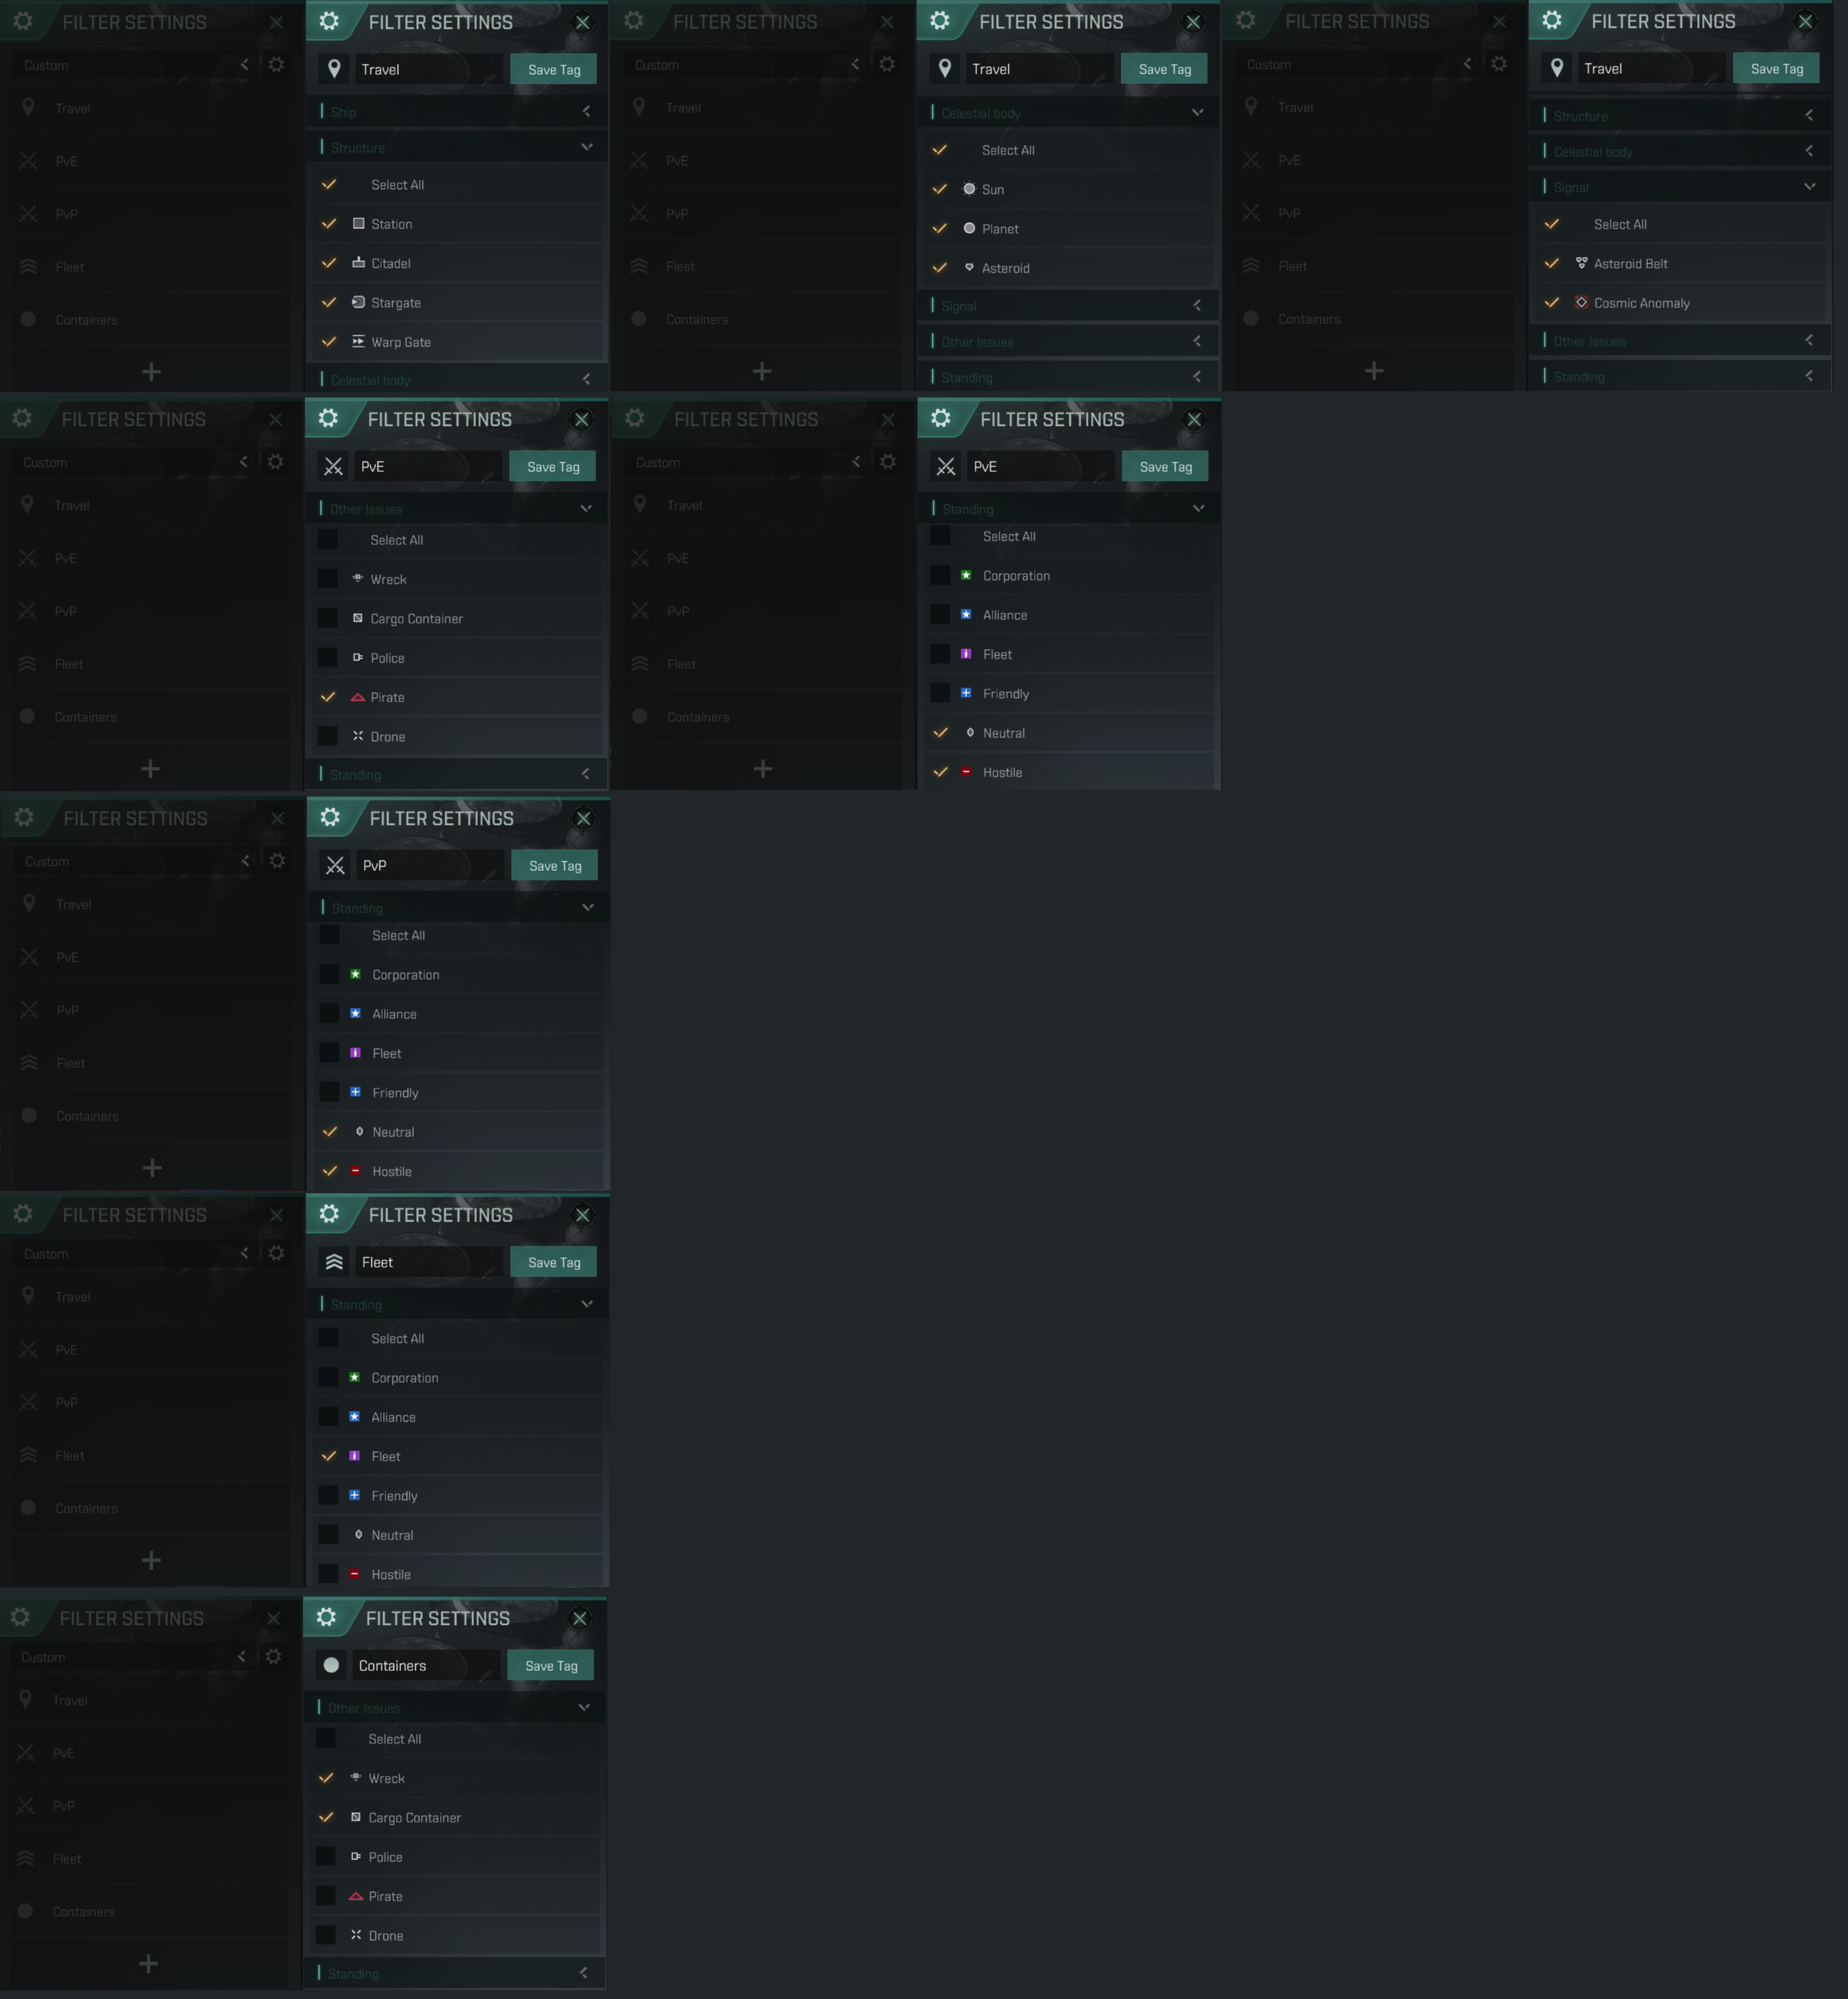 FILTER SETTINGS
Custom
Travel
PvE
PvP
Fleet
Containers
FILTER SETTINGS
Travel
Save Tag
Ship
Structure
Select All
Station
Citadel
Stargate
Warp Gate
Celestial body
FILTER SETTINGS
Custom
Travel
PvE
PvP
Fleet
Containers
FILTER SETTINGS
Travel
Save Tag
Celestial body
Select All
Sun
Planet
Asteroid
Signal
Other Issues
Standing
FILTER SETTINGS
Custom
Travel
PvE
PvP
Fleet
Containers
FILTER SETTINGS
Travel
Save Tag
Structure
Celestial body
Signal
Select All
Asteroid Belt
Cosmic Anomaly
Other Issues
Standing
FILTER SETTINGS
Custom
Travel
PvE
PvP
Fleet
Containers
FILTER SETTINGS
PvE
Save Tag
Other Issues
Select All
Wreck
Cargo Container
Police
Pirate
Drone
Standing
FILTER SETTINGS
Custom
Travel
PvE
PvP
Fleet
Containers
FILTER SETTINGS
PvE
Save Tag
Standing
Select All
Corporation
Alliance
Fleet
Friendly
Neutral
Hostile
FILTER SETTINGS
Custom
Travel
PvE
PvP
Fleet
Containers
FILTER SETTINGS
PvP
Save Tag
Standing
Select All
Corporation
Alliance
Fleet
Friendly
Neutral
Hostile
FILTER SETTINGS
Custom
Travel
PvE
PvP
Fleet
Containers
FILTER SETTINGS
Fleet
Save Tag
Standing
Select All
Corporation
Alliance
Fleet
Friendly
Neutral
Hostile
FILTER SETTINGS
Custom
Travel
PvE
PvP
Fleet
Containers
FILTER SETTINGS
Containers
Save Tag
Other Issues
Select All
Wreck
Cargo Container
Police
Pirate
Drone
Standing